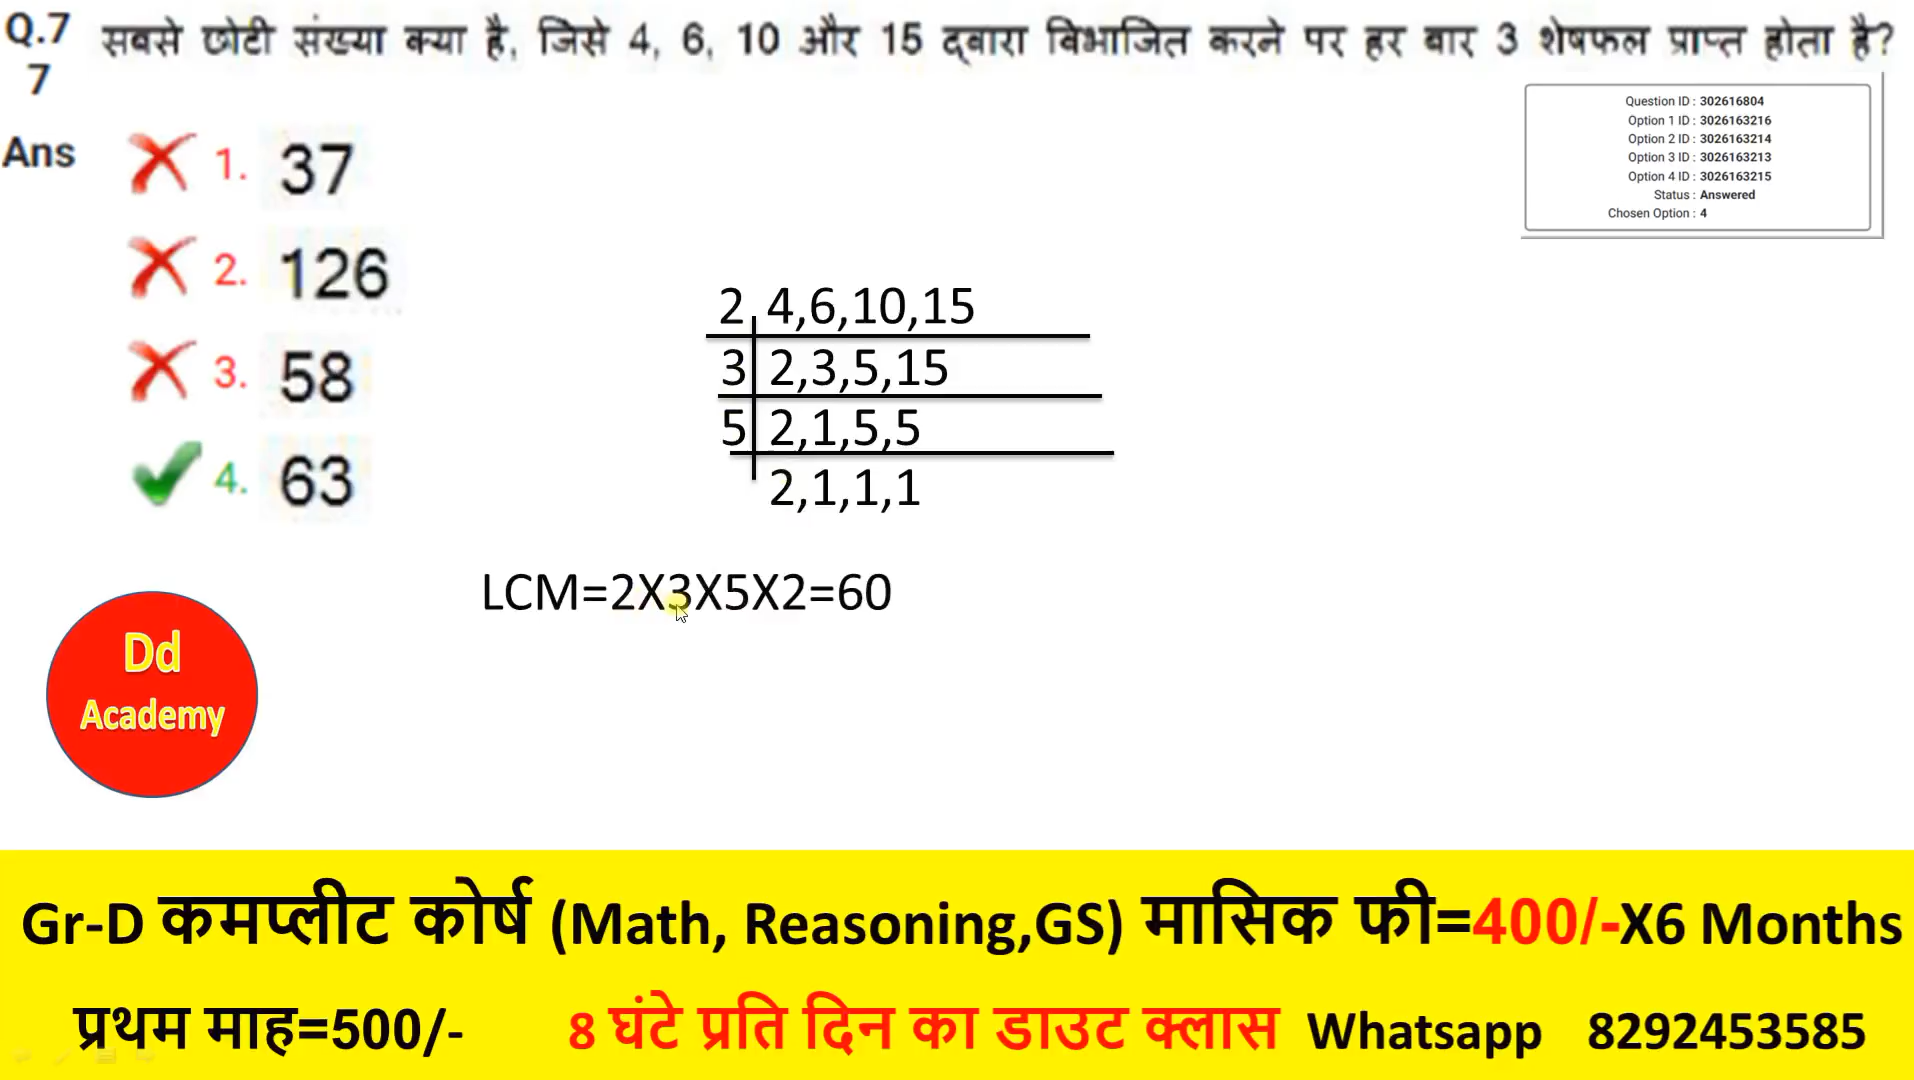 Q.7 सबसे छोटी संख्या क्या है, जिसे 4, 6, 10 और 15 द्वारा विभाजित करने पर हर बार 3 शेषफल प्राप्त होता है?
7
Question ID : 302616804
Option 1 ID : 3026163216
Option 2 ID : 3026163214
Option 3 ID : 3026163213
Option 4 ID : 3026163215
Status : Answered
Chosen Option : 4
Ans 1. 37
2. 126
3. 58
4. 63
2 4,6,10,15
3 2,3,5,15
5 2,1,5,5
2,1,1,1
LCM=2X3X5X2=60
Dd
Academy
Gr-D कमप्लीट कोर्ष (Math, Reasoning,GS) मासिक फी=400/-X6 Months
प्रथम माह=500/- 8 घंटे प्रति दिन का डाउट क्लास Whatsapp 8292453585